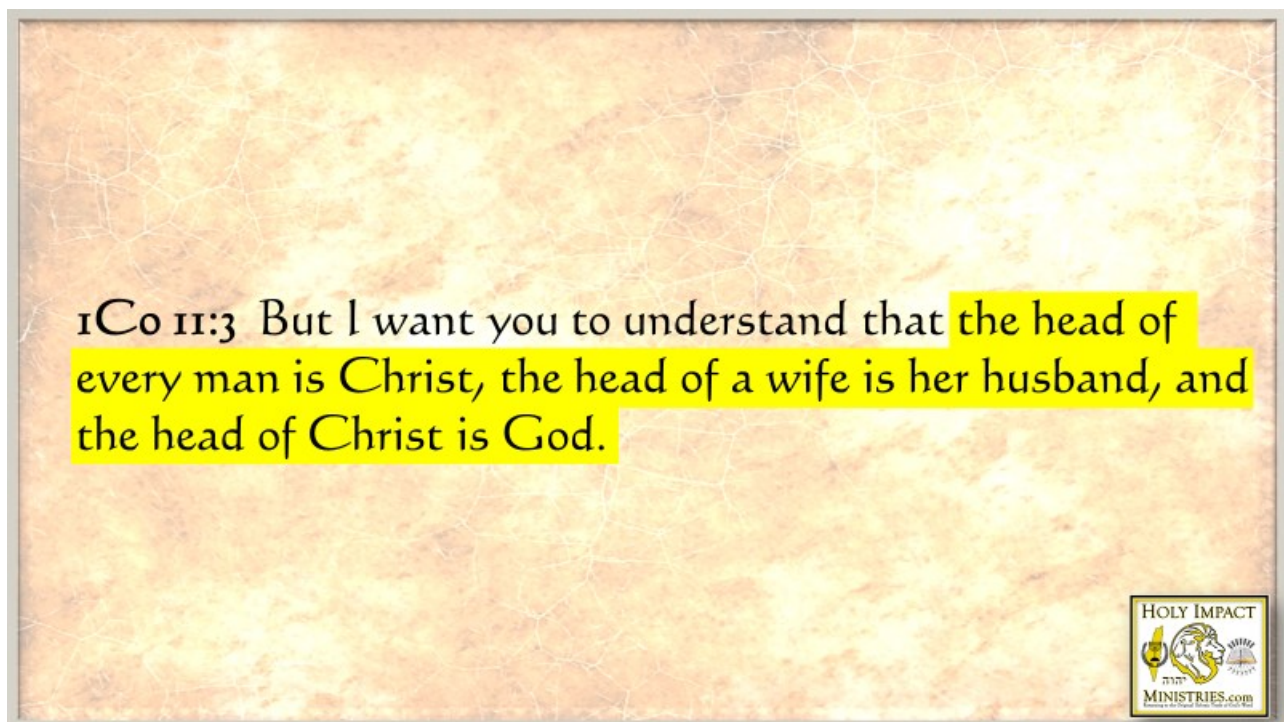 1Co 11:3 But I want you to understand that the head of
every man is Christ, the head of a wife is her husband, and
the head of Christ is God.
HOLY IMPACT
יהוה
MINISTRIES.com